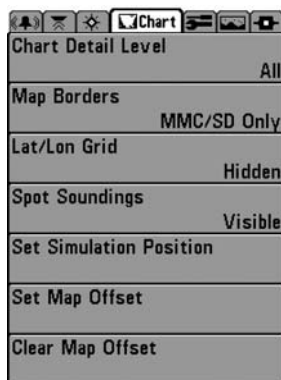 Chart
Chart Detail Level
All
Map Borders
MMC/SD Only
Lat/Lon Grid
Hidden
Spot Soundings
Visible
Set Simulation Position
Set Map Offset
Clear Map Offset